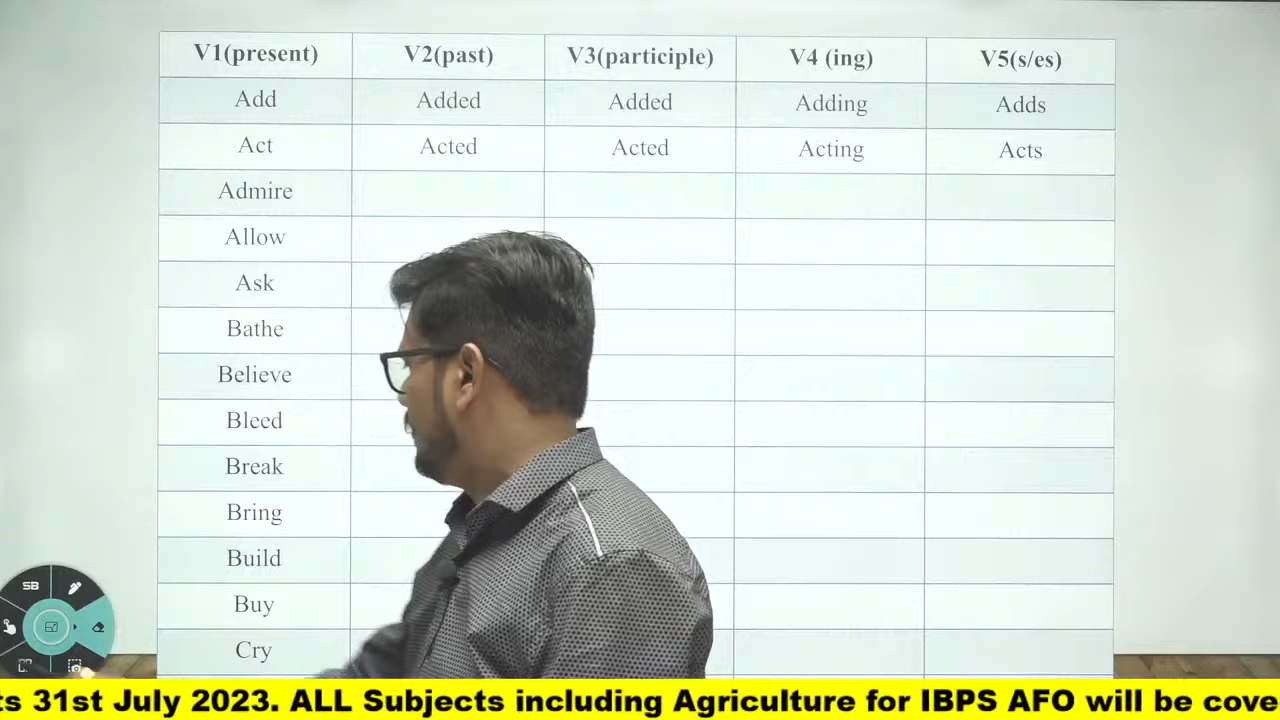 V1(present) V2(past) V3(participle) V4 (ing) V5(s/es)
Add Added Added Adding Adds
Act Acted Acted Acting Acts
Admire
Allow
Ask
Bathe
Believe
Bleed
Break
Bring
Build
Buy
Cry
SB
ts 31st July 2023. ALL Subjects including Agriculture for IBPS AFO will be cove